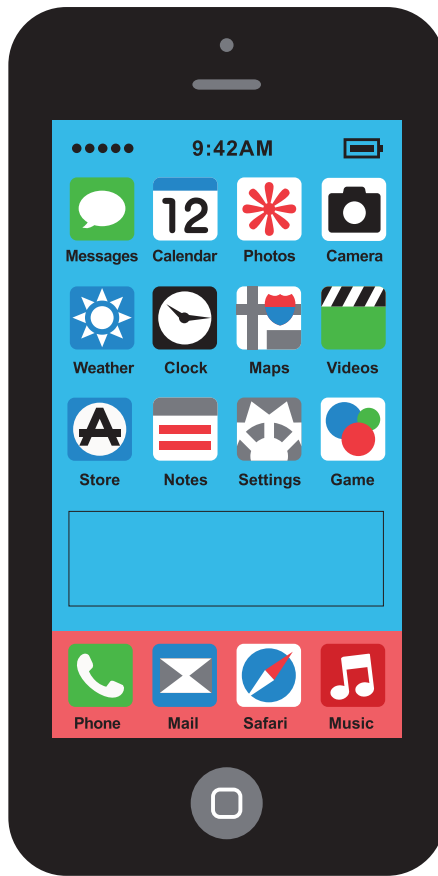 9:42AM
12
Messages Calendar Photos Camera
Weather Clock Maps Videos
Store Notes Settings Game
Phone Mail Safari Music